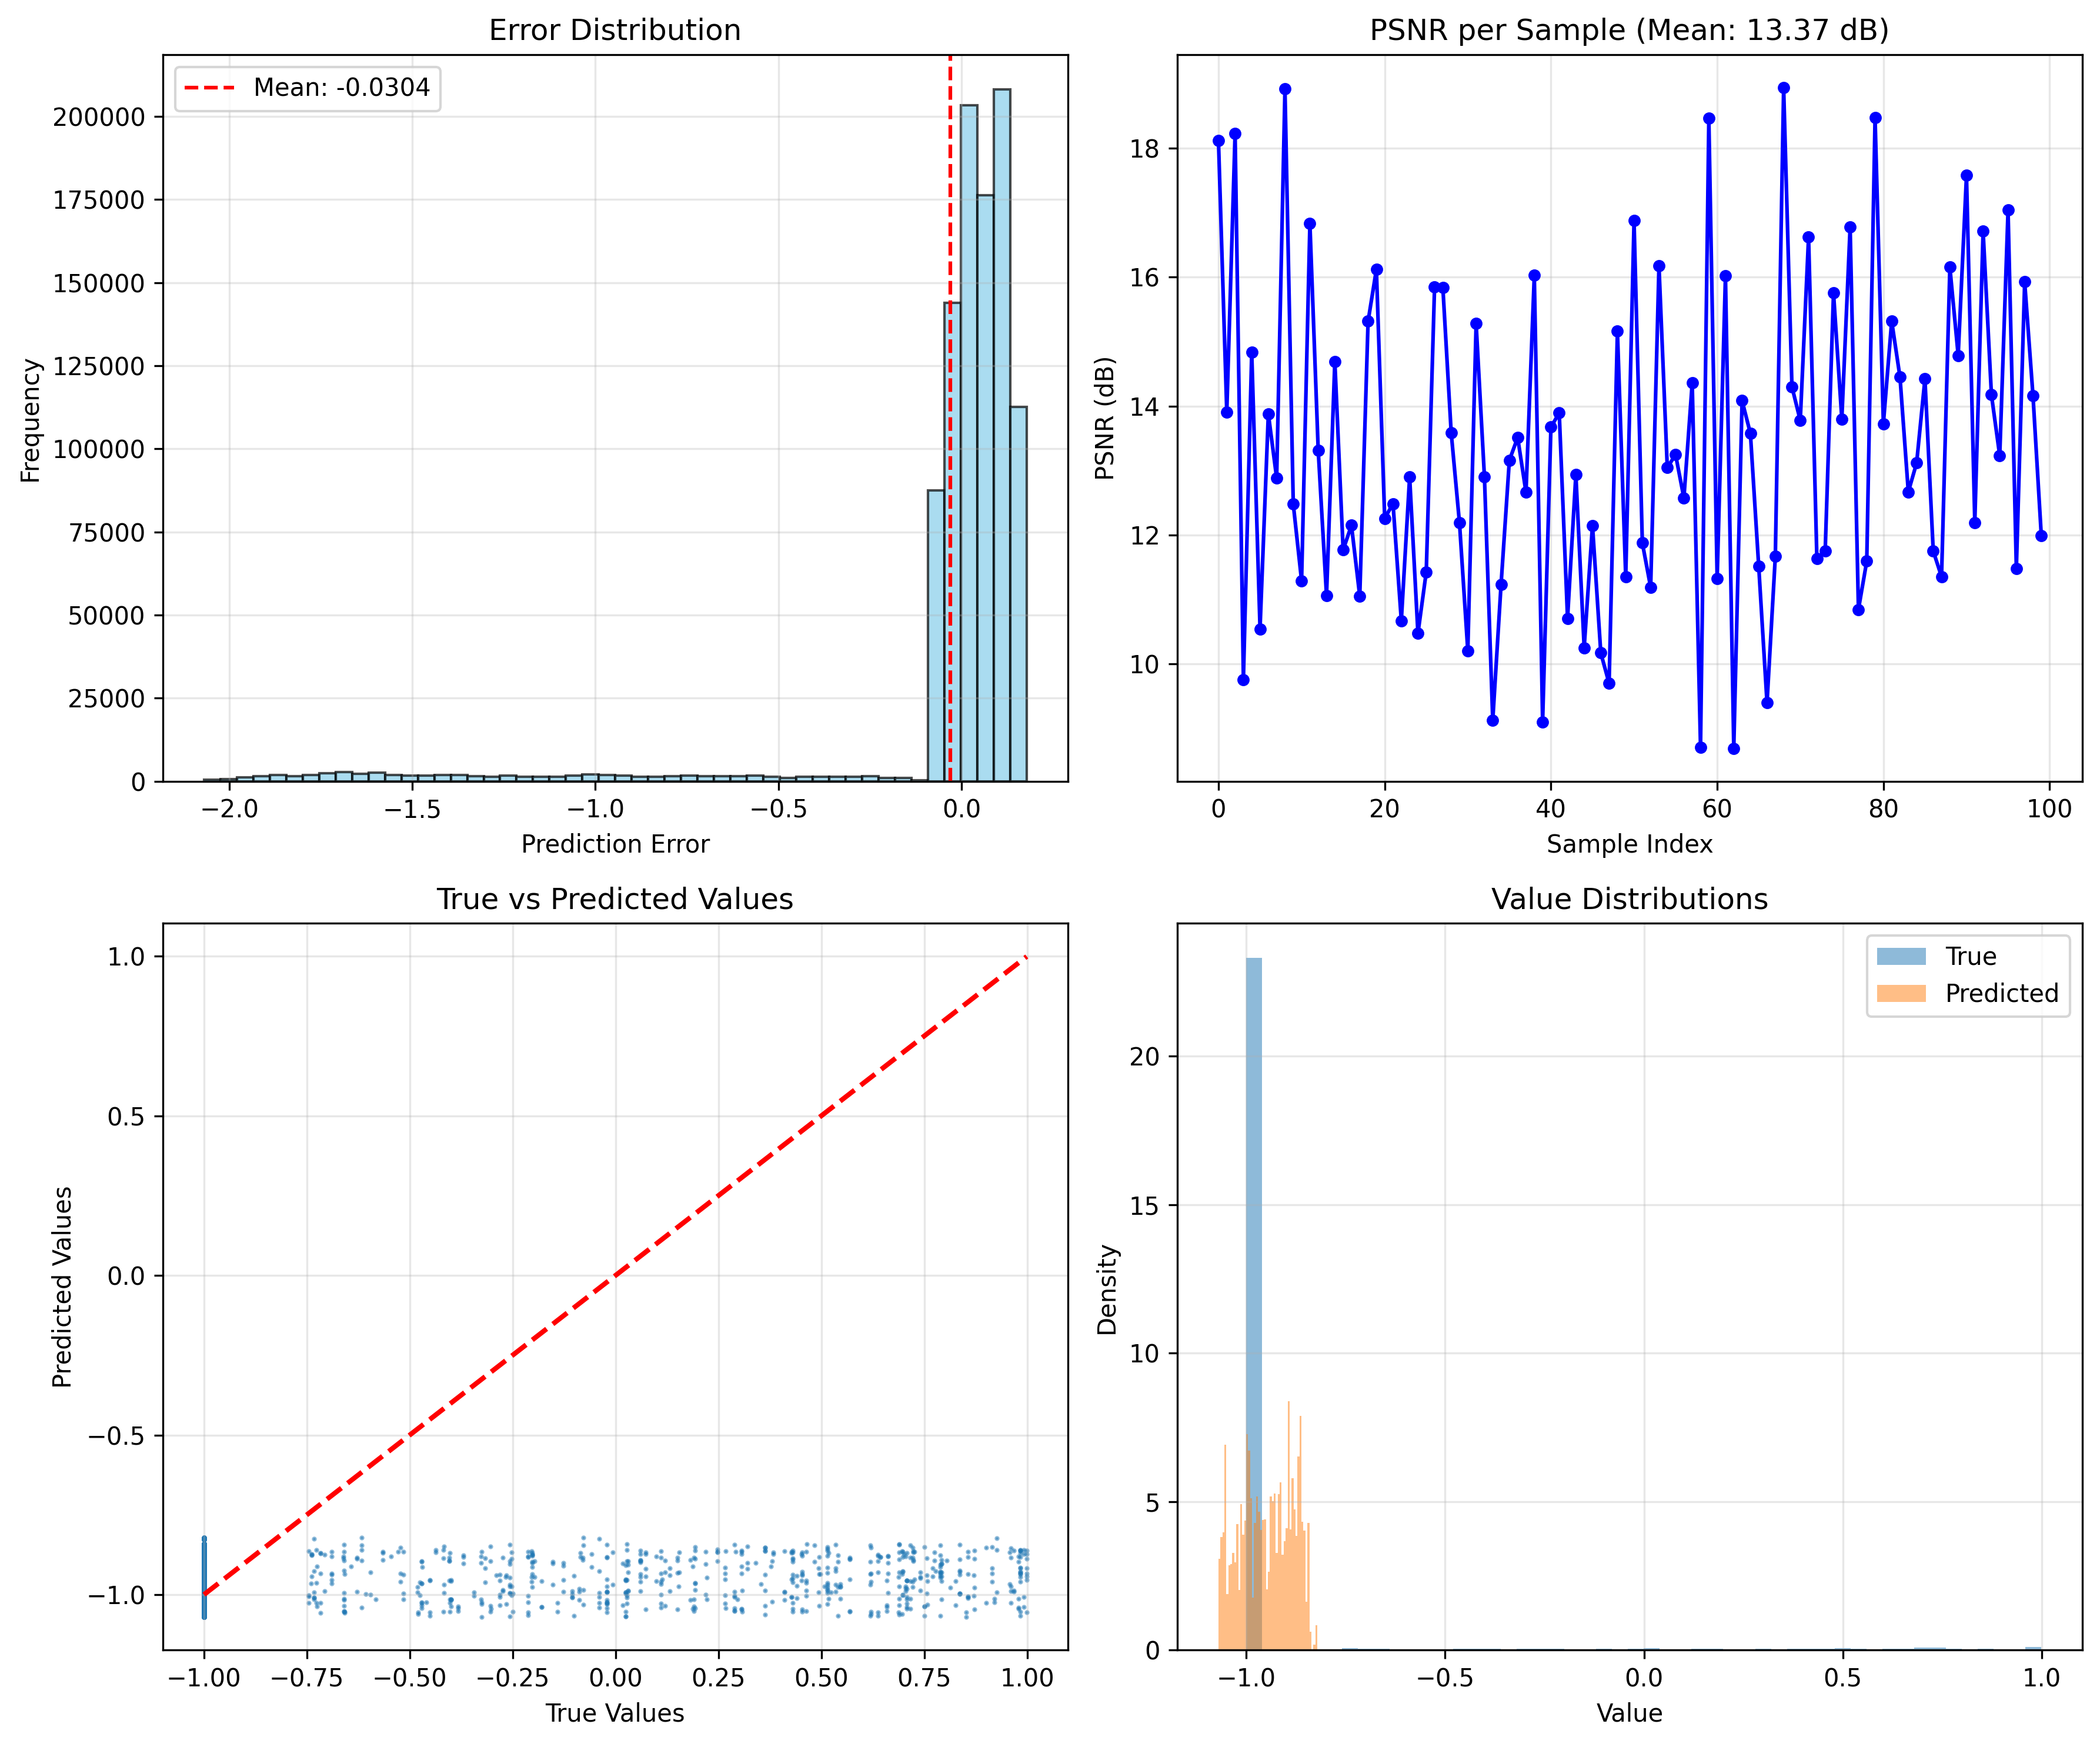 Error Distribution
Mean: -0.0304
200000
175000
150000
125000
100000
75000
50000
25000
0
Frequency
−2.0 −1.5 −1.0 −0.5 0.0
Prediction Error
PSNR per Sample (Mean: 13.37 dB)
18
16
14
12
10
PSNR (dB)
0 20 40 60 80 100
Sample Index
True vs Predicted Values
1.0
0.5
0.0
−0.5
−1.0
Predicted Values
−1.00 −0.75 −0.50 −0.25 0.00 0.25 0.50 0.75 1.00
True Values
Value Distributions
True
Predicted
20
15
10
5
0
Density
−1.0 −0.5 0.0 0.5 1.0
Value